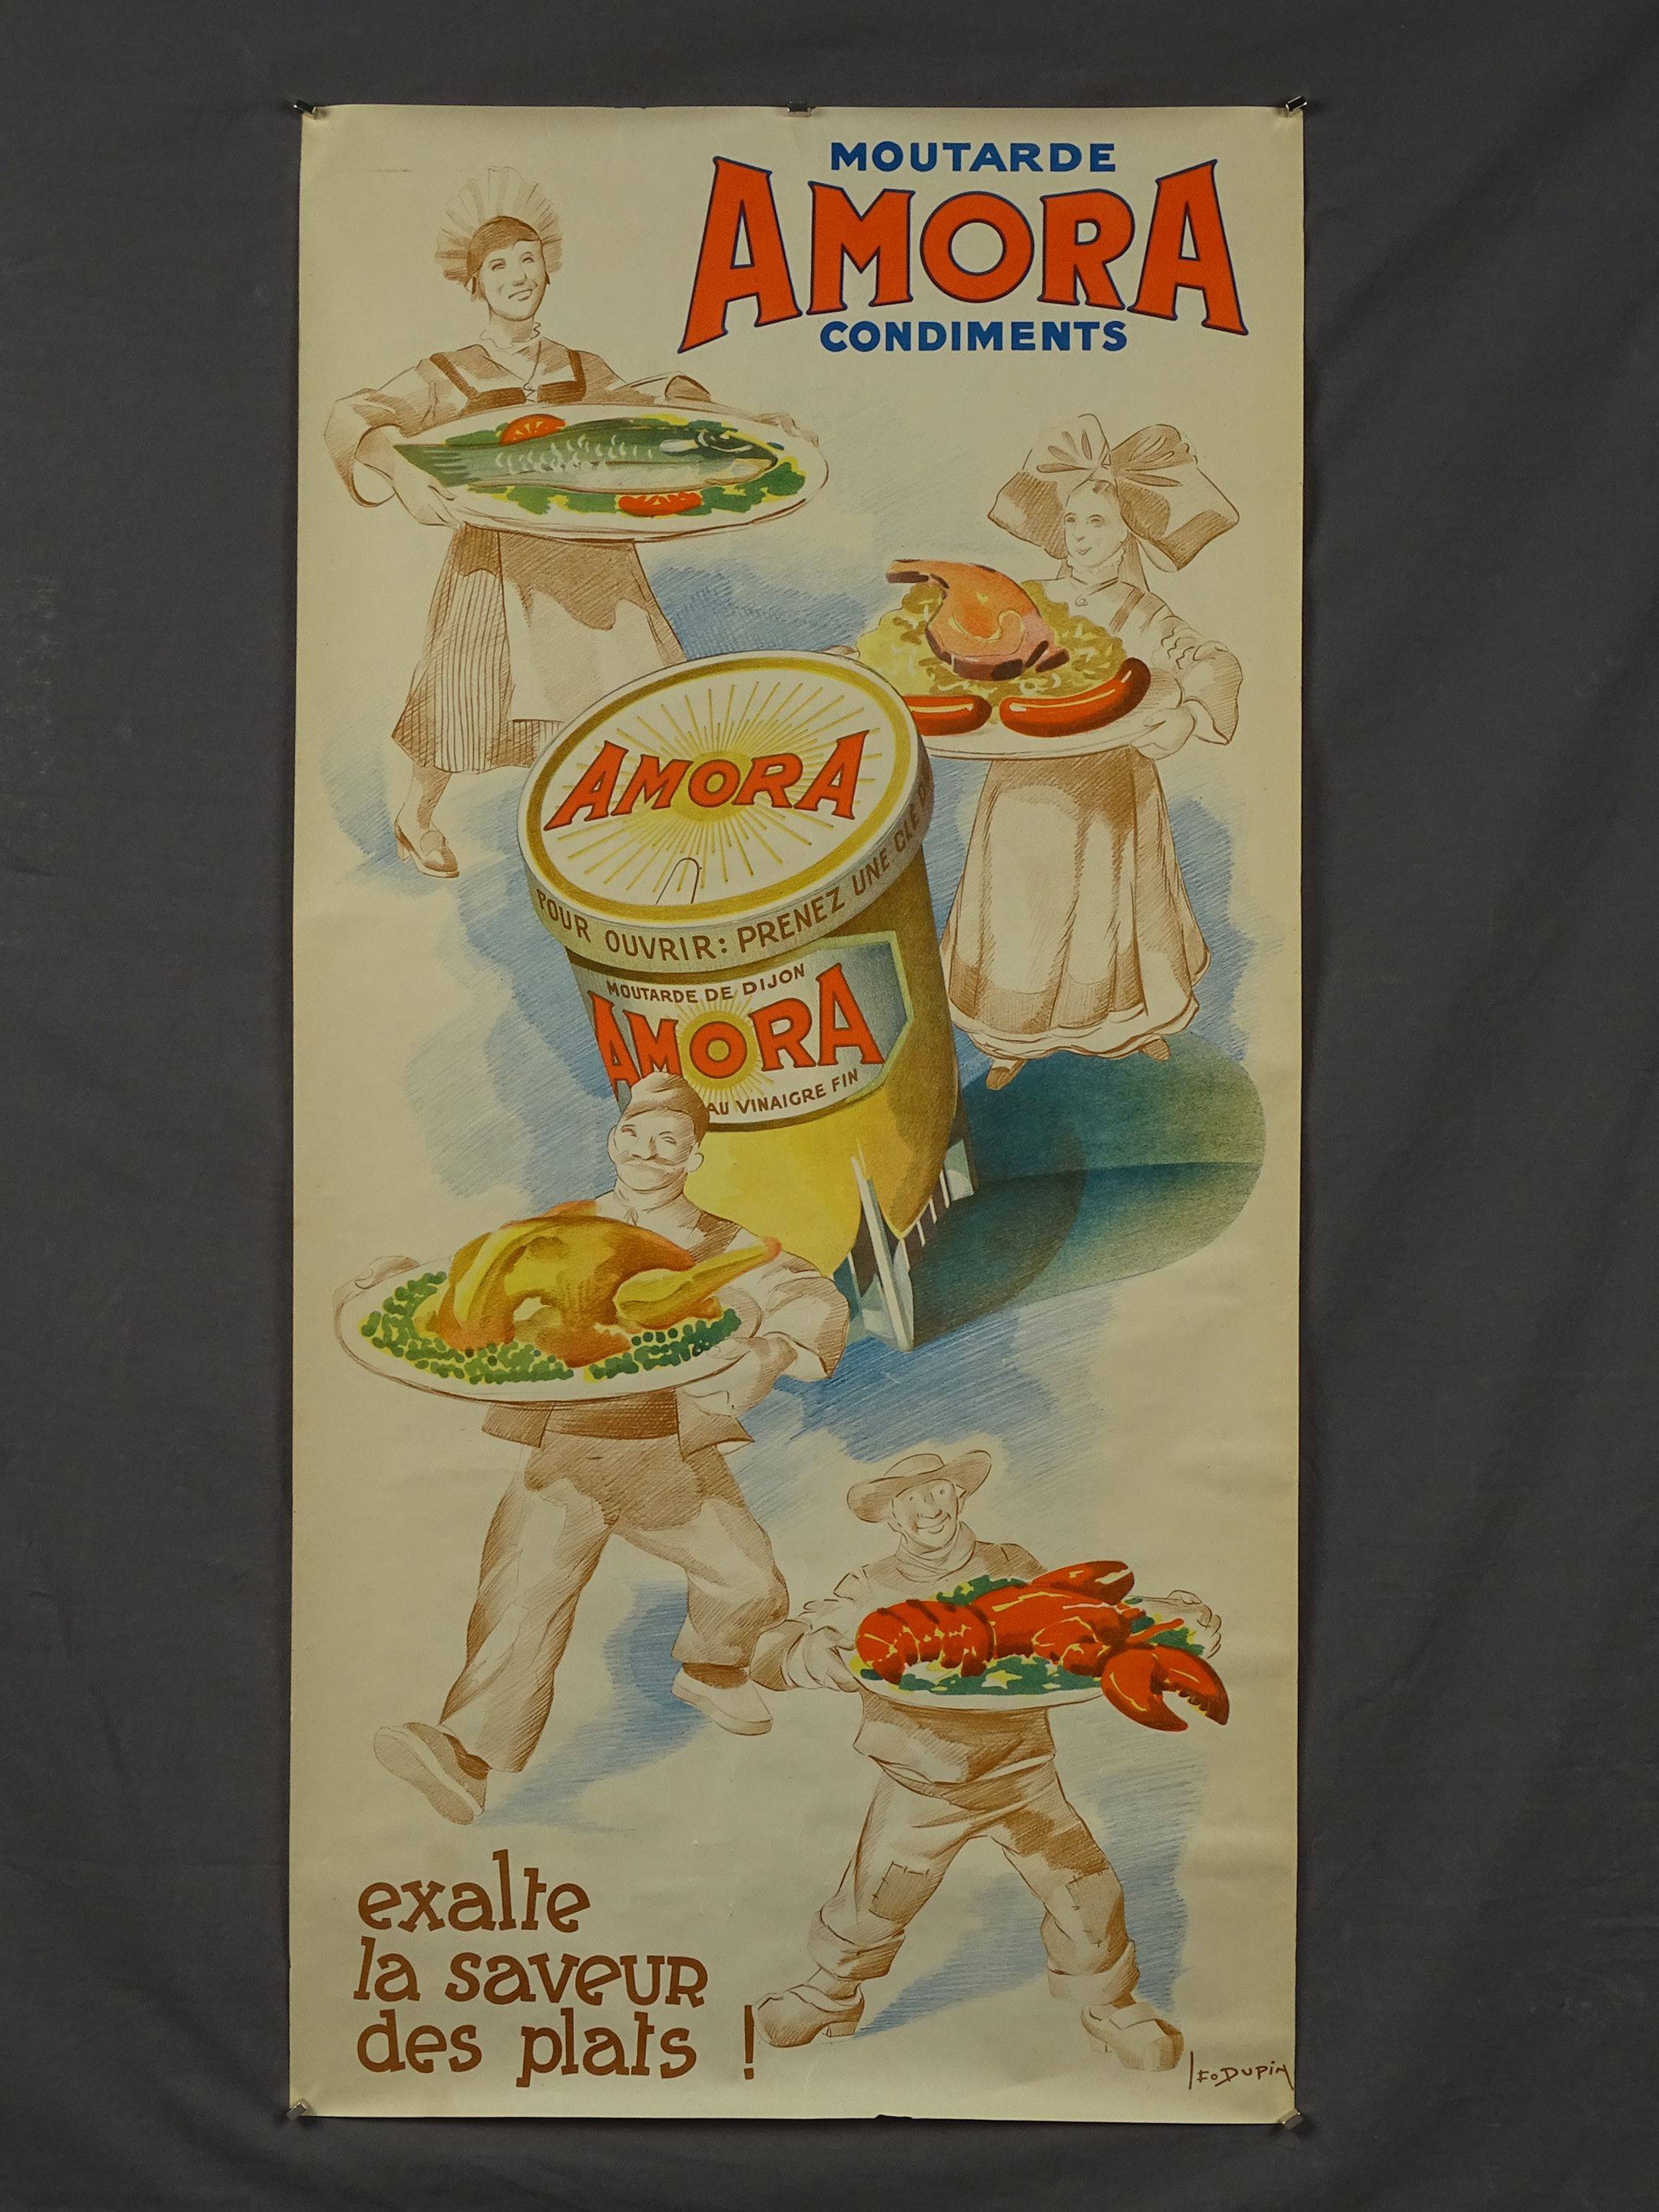 MOUTARDE
AMORA
CONDIMENTS
AMORA
POUR OUVRIR: PRENEZ UNE CLÉ
MOUTARDE DE DIJON
AMORA
AU VINAIGRE FIN
exalte
la saveur
des plats !
LEO DUPIN